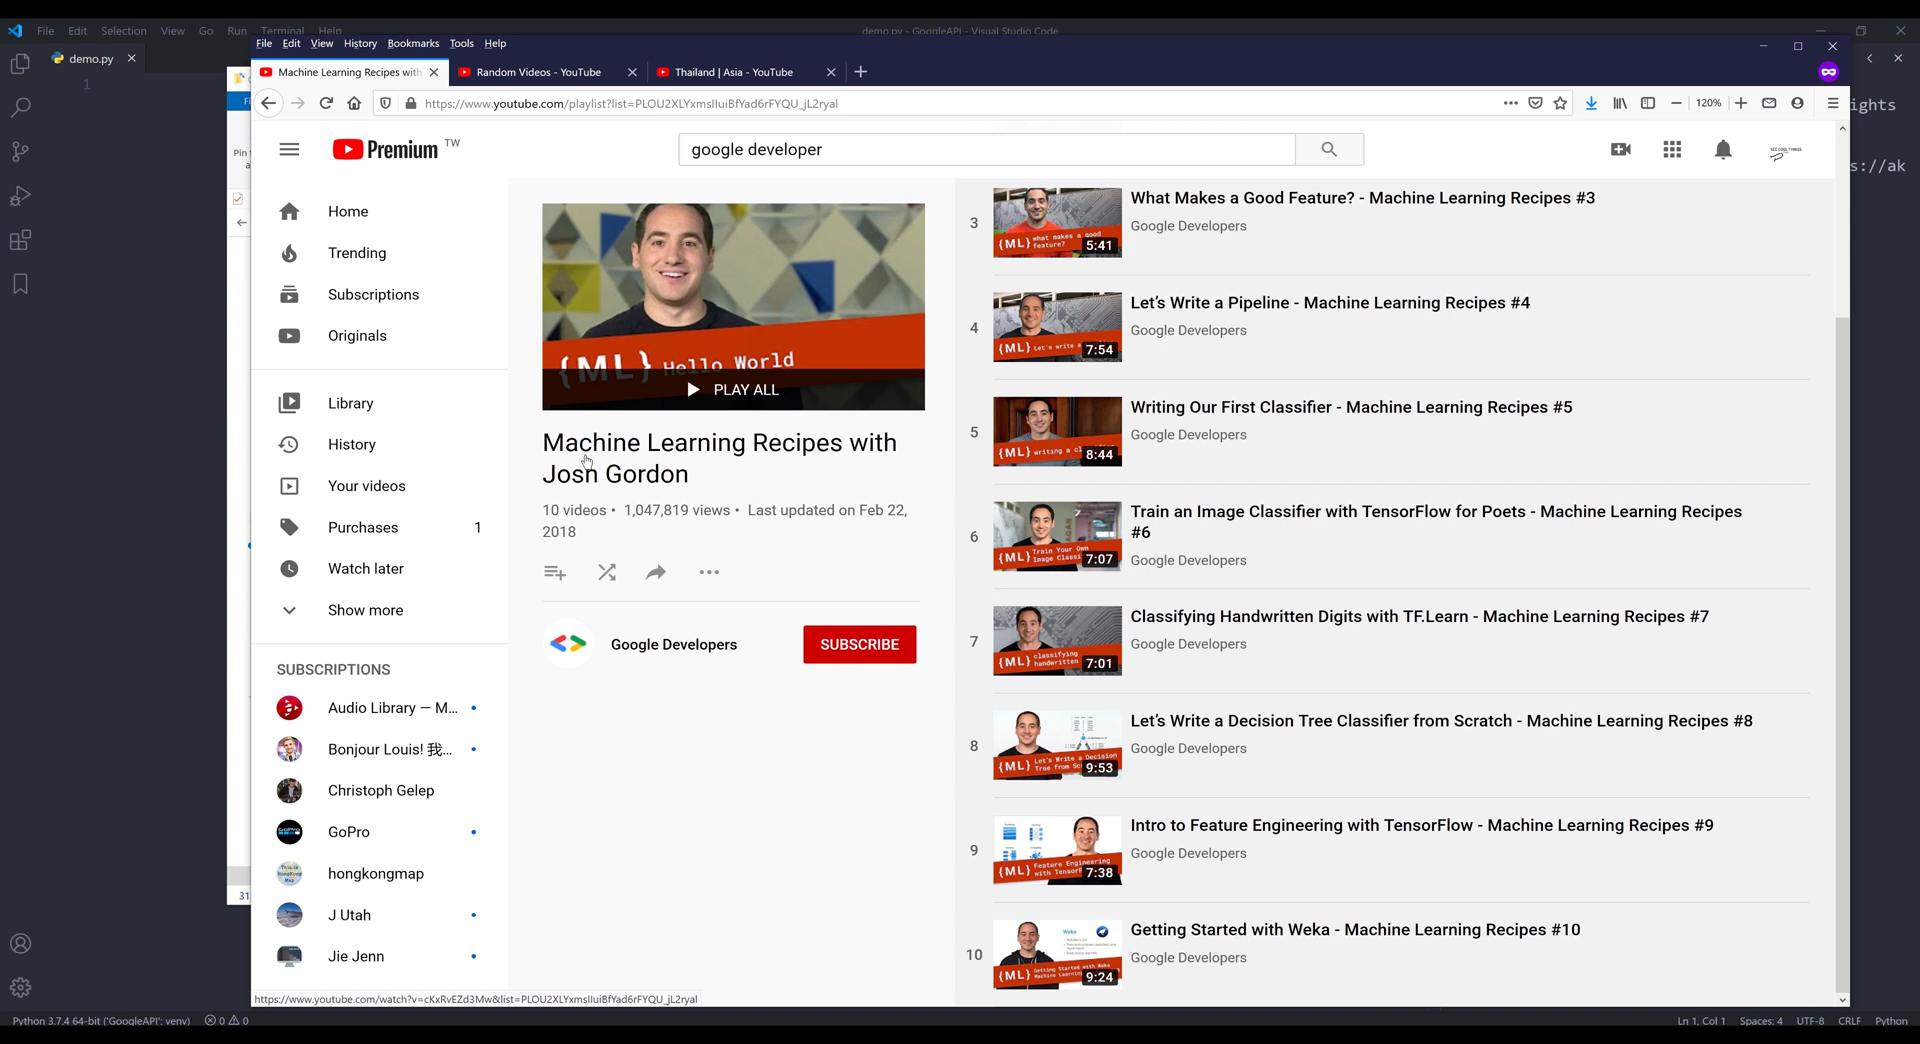 File Edit Selection View Go Run Terminal Help
demo.py - GoogleAPI - Visual Studio Code
demo.py
1
File Edit View History Bookmarks Tools Help
Machine Learning Recipes with
Random Videos - YouTube
Thailand | Asia - YouTube
https://www.youtube.com/playlist?list=PLOU2XLYxmsIIuiBfYad6rFYQU_jL2ryal
120%
ights
s://ak
Premium TW
google developer
Home
Trending
Subscriptions
Originals
Library
History
Your videos
Purchases 1
Watch later
Show more
SUBSCRIPTIONS
Audio Library — M...
Bonjour Louis! 我...
Christoph Gelep
GoPro
hongkongmap
J Utah
Jie Jenn
{ML} Hello World
PLAY ALL
Machine Learning Recipes with
Josh Gordon
10 videos • 1,047,819 views • Last updated on Feb 22,
2018
Google Developers
SUBSCRIBE
3
5:41
What Makes a Good Feature? - Machine Learning Recipes #3
Google Developers
4
7:54
Let’s Write a Pipeline - Machine Learning Recipes #4
Google Developers
5
8:44
Writing Our First Classifier - Machine Learning Recipes #5
Google Developers
6
7:07
Train an Image Classifier with TensorFlow for Poets - Machine Learning Recipes
#6
Google Developers
7
7:01
Classifying Handwritten Digits with TF.Learn - Machine Learning Recipes #7
Google Developers
8
9:53
Let’s Write a Decision Tree Classifier from Scratch - Machine Learning Recipes #8
Google Developers
9
7:38
Intro to Feature Engineering with TensorFlow - Machine Learning Recipes #9
Google Developers
10
9:24
Getting Started with Weka - Machine Learning Recipes #10
Google Developers
https://www.youtube.com/watch?v=cKxRvEZd3Mw&list=PLOU2XLYxmsIIuiBfYad6rFYQU_jL2ryal
Python 3.7.4 64-bit ('GoogleAPI': venv) 0 0
Ln 1, Col 1 Spaces: 4 UTF-8 CRLF Python